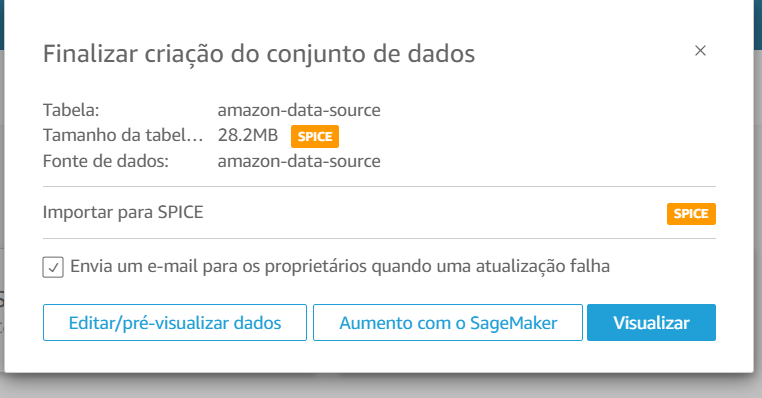 Finalizar criação do conjunto de dados
Tabela: amazon-data-source
Tamanho da tabel... 28.2MB SPICE
Fonte de dados: amazon-data-source
Importar para SPICE SPICE
Envia um e-mail para os proprietários quando uma atualização falha
Editar/pré-visualizar dados Aumento com o SageMaker Visualizar